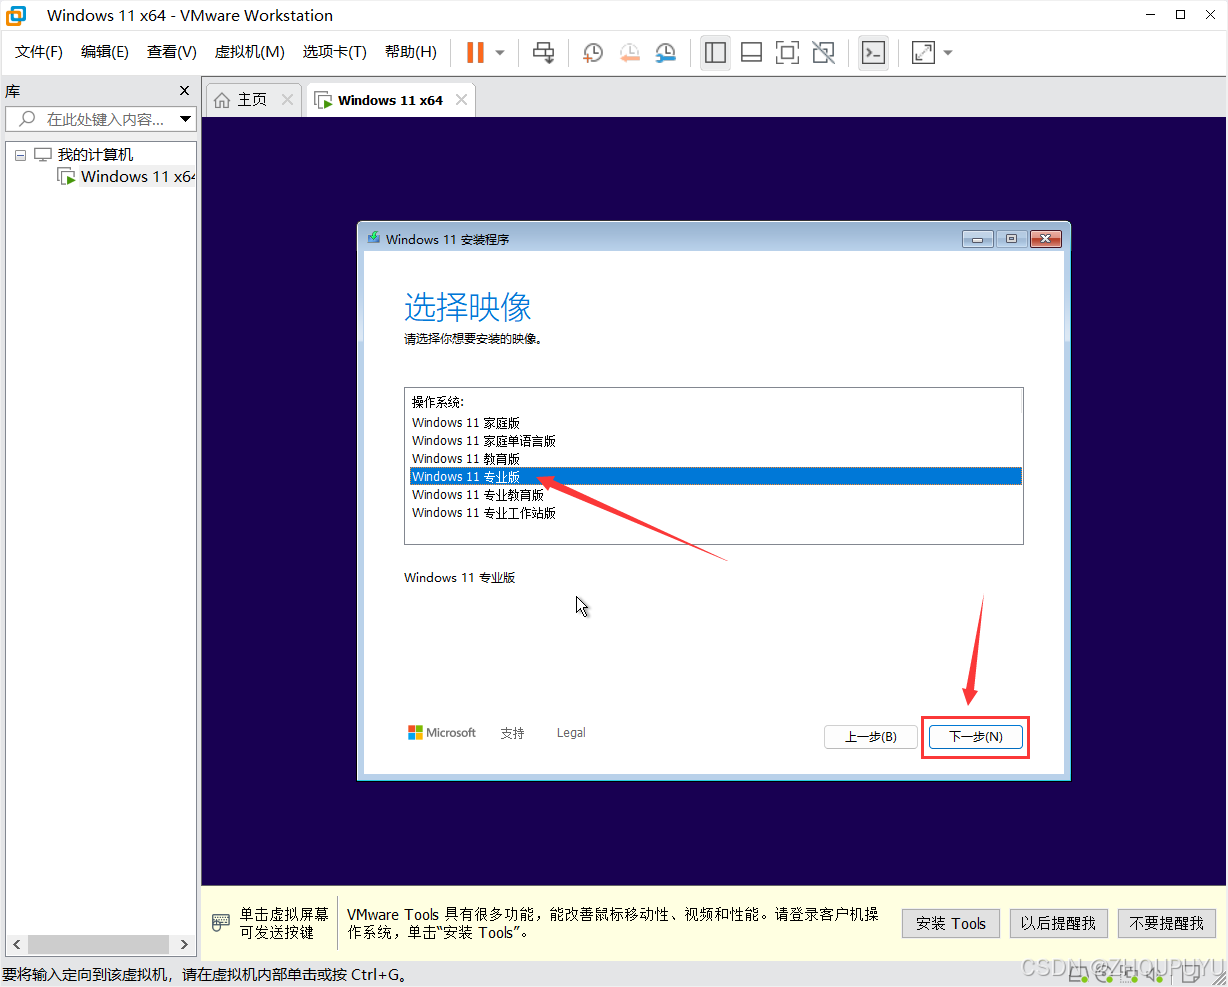 Windows 11 x64 - VMware Workstation
文件(F) 编辑(E) 查看(V) 虚拟机(M) 选项卡(T) 帮助(H)
库
在此处键入内容...
我的计算机
Windows 11 x64
主页
Windows 11 x64
Windows 11 安装程序
选择映像
请选择你想要安装的映像。
操作系统:
Windows 11 家庭版
Windows 11 家庭单语言版
Windows 11 教育版
Windows 11 专业版
Windows 11 专业教育版
Windows 11 专业工作站版
Windows 11 专业版
Microsoft 支持 Legal
上一步(B) 下一步(N)
单击虚拟屏幕
可发送按键
VMware Tools 具有很多功能，能改善鼠标移动性、视频和性能。请登录客户机操
作系统，单击“安装 Tools”。
安装 Tools 以后提醒我 不要提醒我
要将输入定向到该虚拟机，请在虚拟机内部单击或按 Ctrl+G。
CSDN @ZHOUPUYU